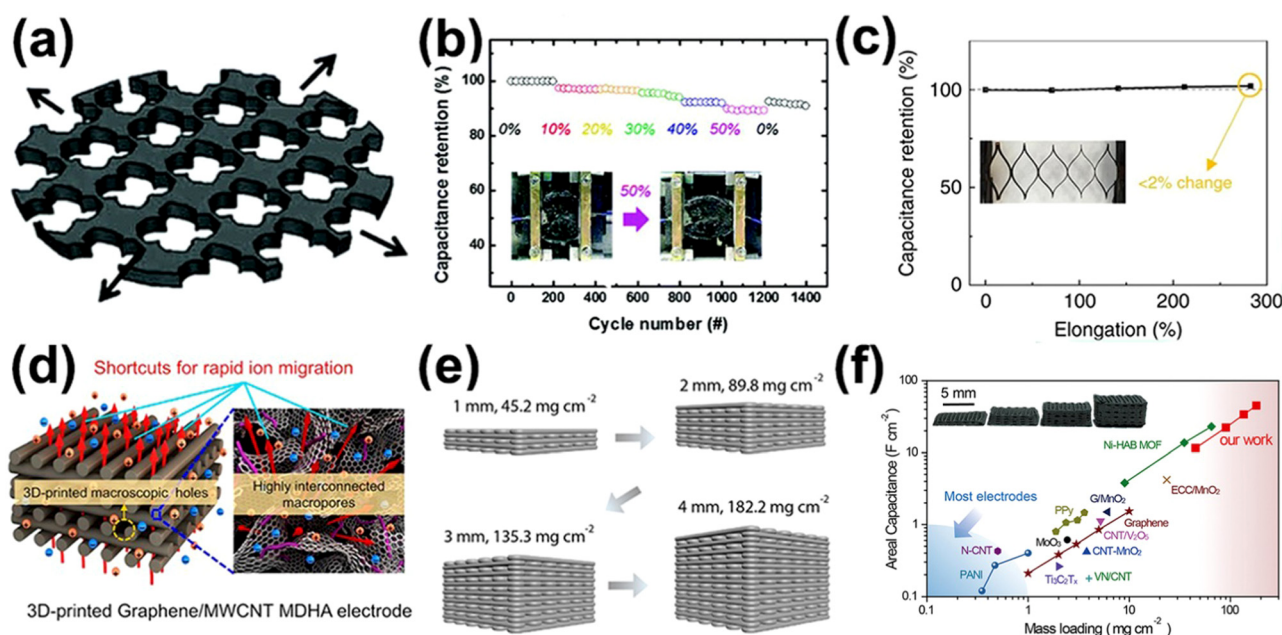 (a)
(b)
Capacitance retention (%)
100
80
60
40
0% 10% 20% 30% 40% 50% 0%
50%
0 200 400 600 800 1000 1200 1400
Cycle number (#)
(c)
Capacitance retention (%)
100
50
0
<2% change
0 100 200 300
Elongation (%)
(d)
Shortcuts for rapid ion migration
3D-printed macroscopic holes
Highly interconnected
macropores
3D-printed Graphene/MWCNT MDHA electrode
(e)
1 mm, 45.2 mg cm⁻²
2 mm, 89.8 mg cm⁻²
3 mm, 135.3 mg cm⁻²
4 mm, 182.2 mg cm⁻²
(f)
Areal Capacitance (F cm⁻²)
100
10
1
0.1
5 mm
Ni-HAB MOF
our work
ECC/MnO₂
Most electrodes
G/MnO₂
PPy
Graphene
CNT/V₂O₅
MoO₃
N-CNT
CNT-MnO₂
PANI
Ti₃C₂Tₓ
VN/CNT
0.1 1 10 100
Mass loading ( mg cm⁻²)